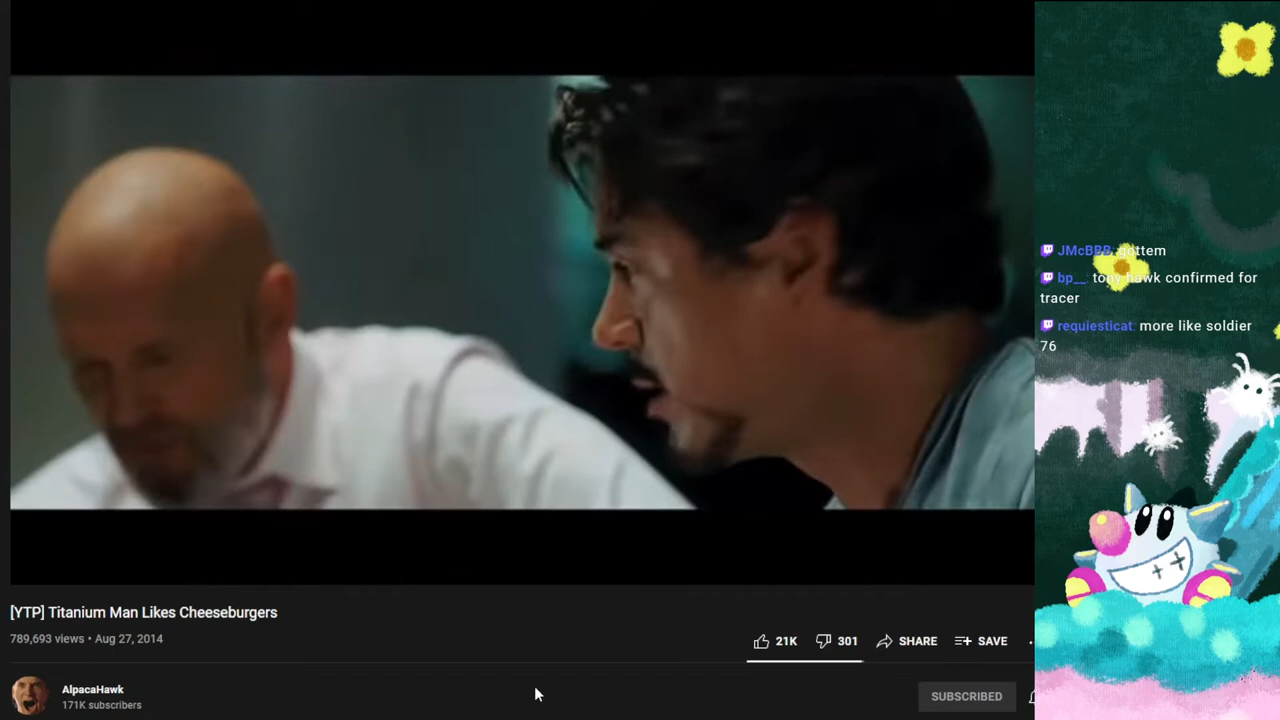 JMcBBB: gottem
bp__: tony hawk confirmed for
tracer
requiesticat: more like soldier
76
[YTP] Titanium Man Likes Cheeseburgers
789,693 views • Aug 27, 2014
21K
301
SHARE
SAVE
AlpacaHawk
171K subscribers
SUBSCRIBED